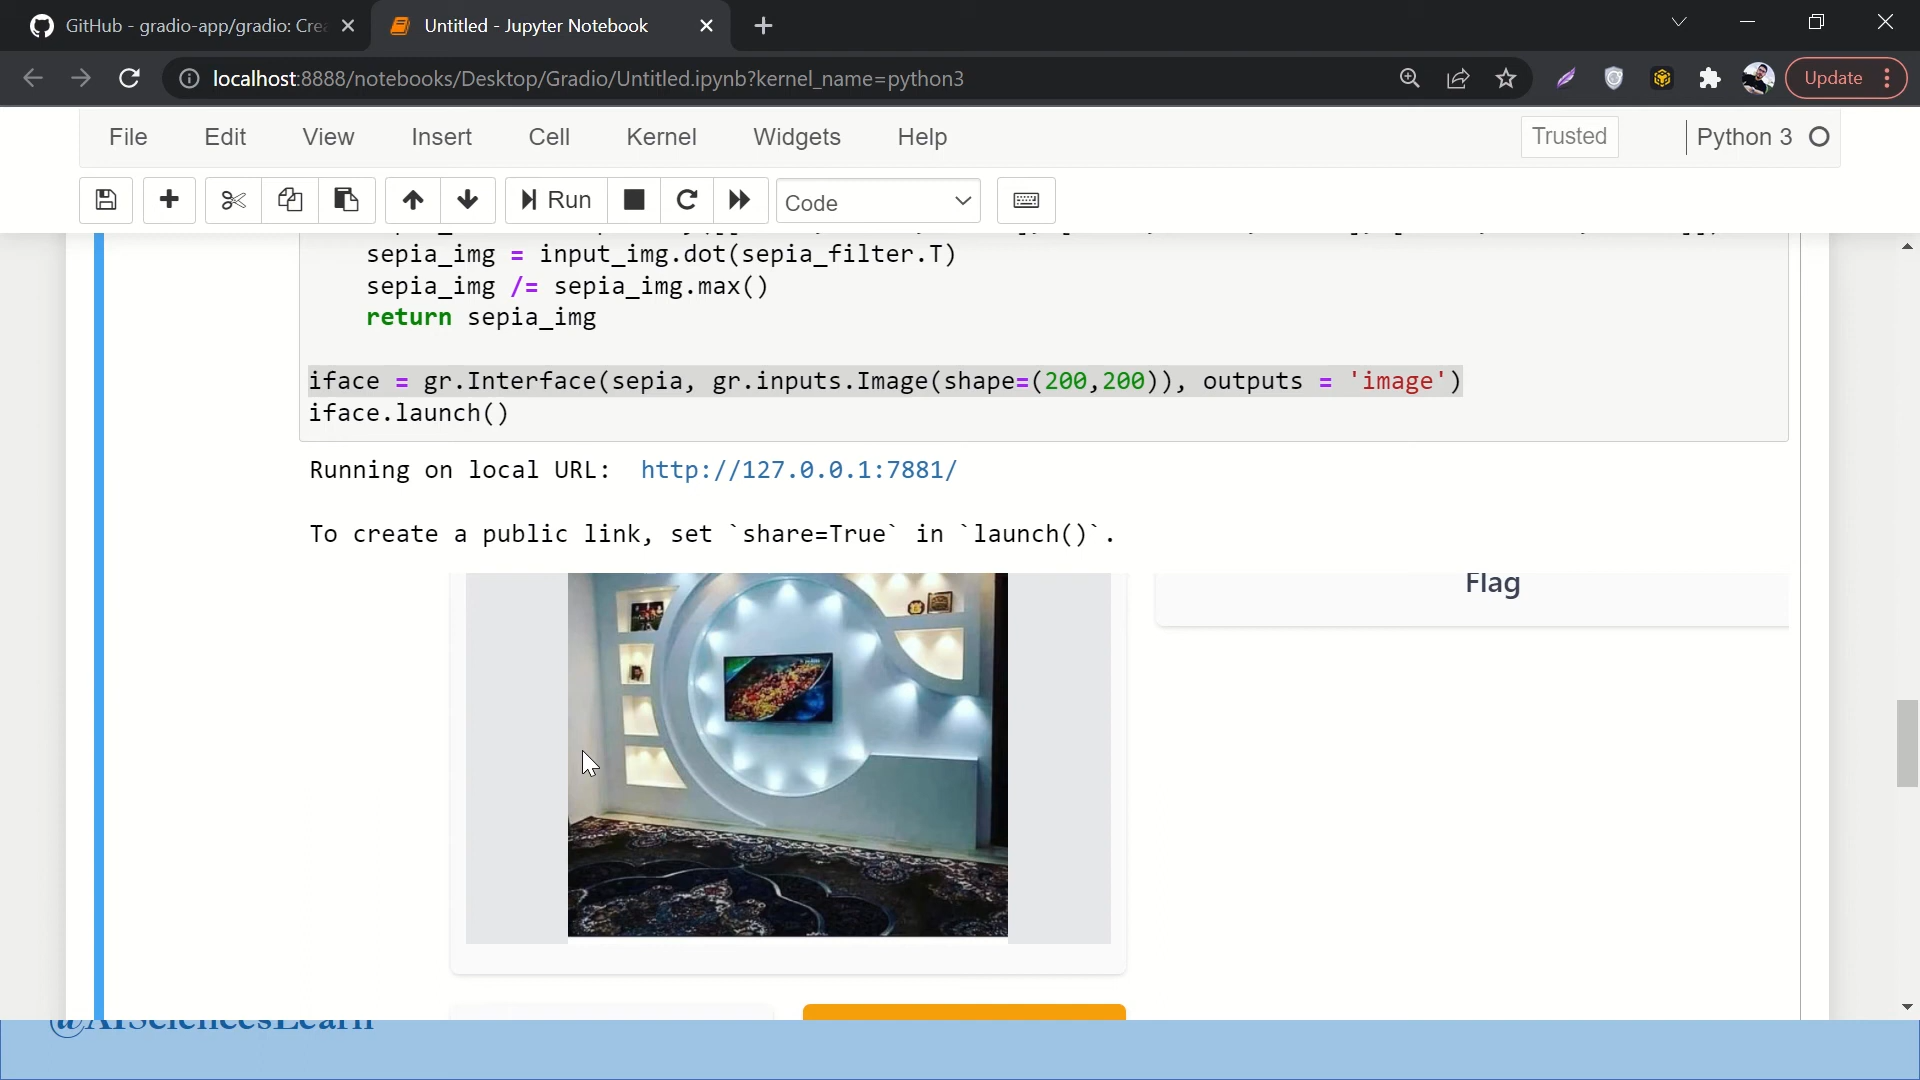 GitHub - gradio-app/gradio: Crea
Untitled - Jupyter Notebook
localhost:8888/notebooks/Desktop/Gradio/Untitled.ipynb?kernel_name=python3
Update
File Edit View Insert Cell Kernel Widgets Help
Trusted
Python 3
Run
Code
sepia_img = input_img.dot(sepia_filter.T)
sepia_img /= sepia_img.max()
return sepia_img
iface = gr.Interface(sepia, gr.inputs.Image(shape=(200,200)), outputs = 'image')
iface.launch()
Running on local URL: http://127.0.0.1:7881/
To create a public link, set `share=True` in `launch()`.
Flag
@AISciencesLearn